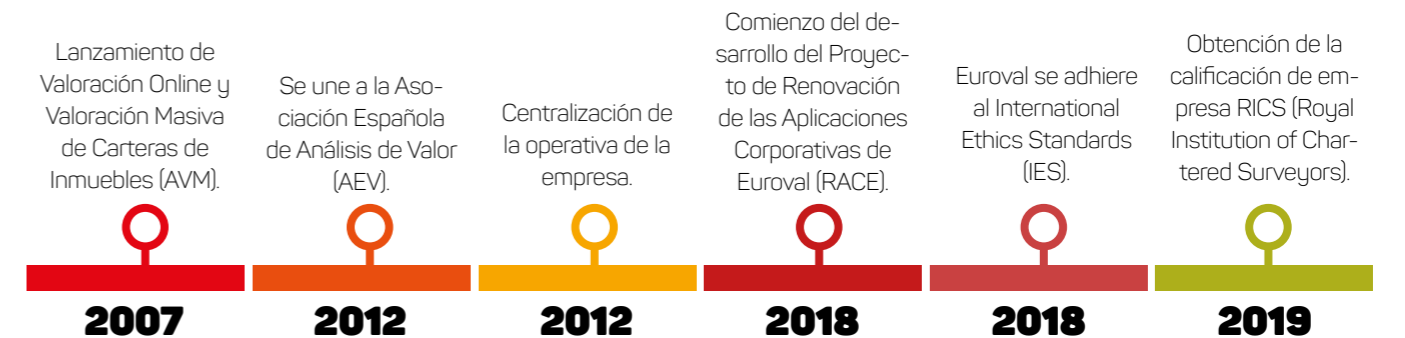 Lanzamiento de
Valoración Online y
Valoración Masiva
de Carteras de
Inmuebles (AVM).
2007
Se une a la Aso-
ciación Española
de Análisis de Valor
(AEV).
2012
Centralización de
la operativa de la
empresa.
2012
Comienzo del de-
sarrollo del Proyec-
to de Renovación
de las Aplicaciones
Corporativas de
Euroval (RACE).
2018
Euroval se adhiere
al International
Ethics Standards
(IES).
2018
Obtención de la
calificación de em-
presa RICS (Royal
Institution of Char-
tered Surveyors).
2019